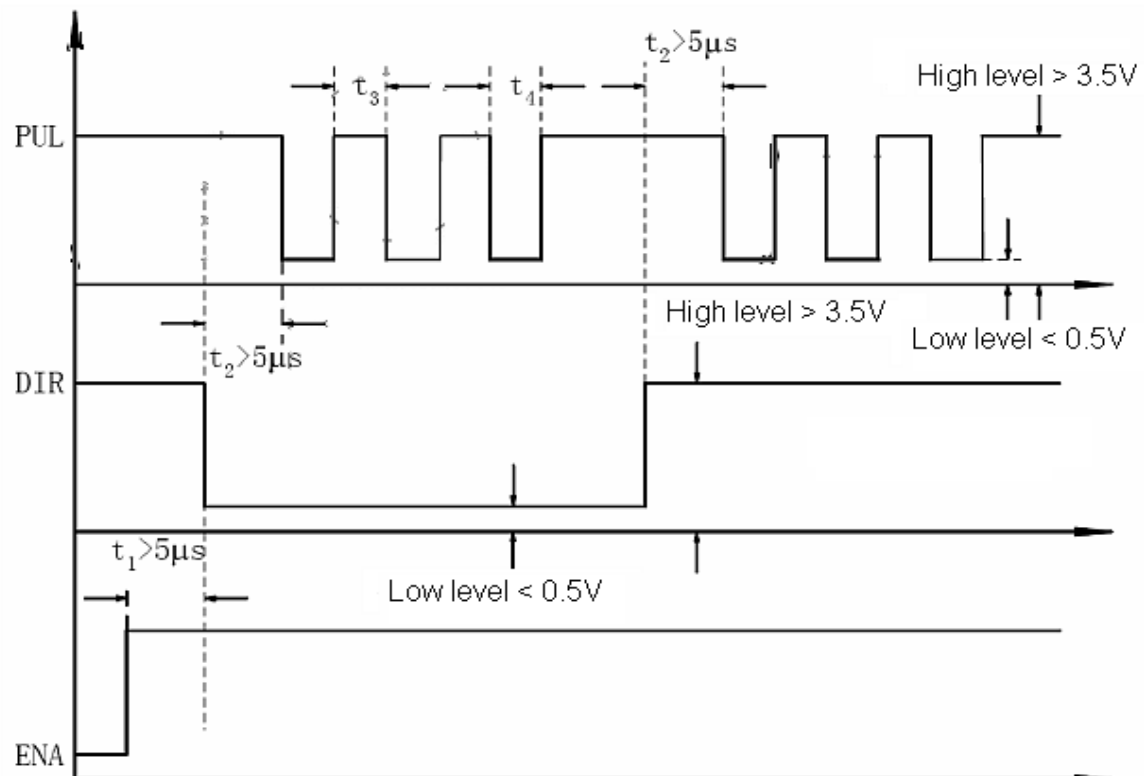 t₂>5μs
High level > 3.5V
t₃
t₄
PUL
High level > 3.5V
Low level < 0.5V
t₂>5μs
DIR
t₁>5μs
Low level < 0.5V
ENA